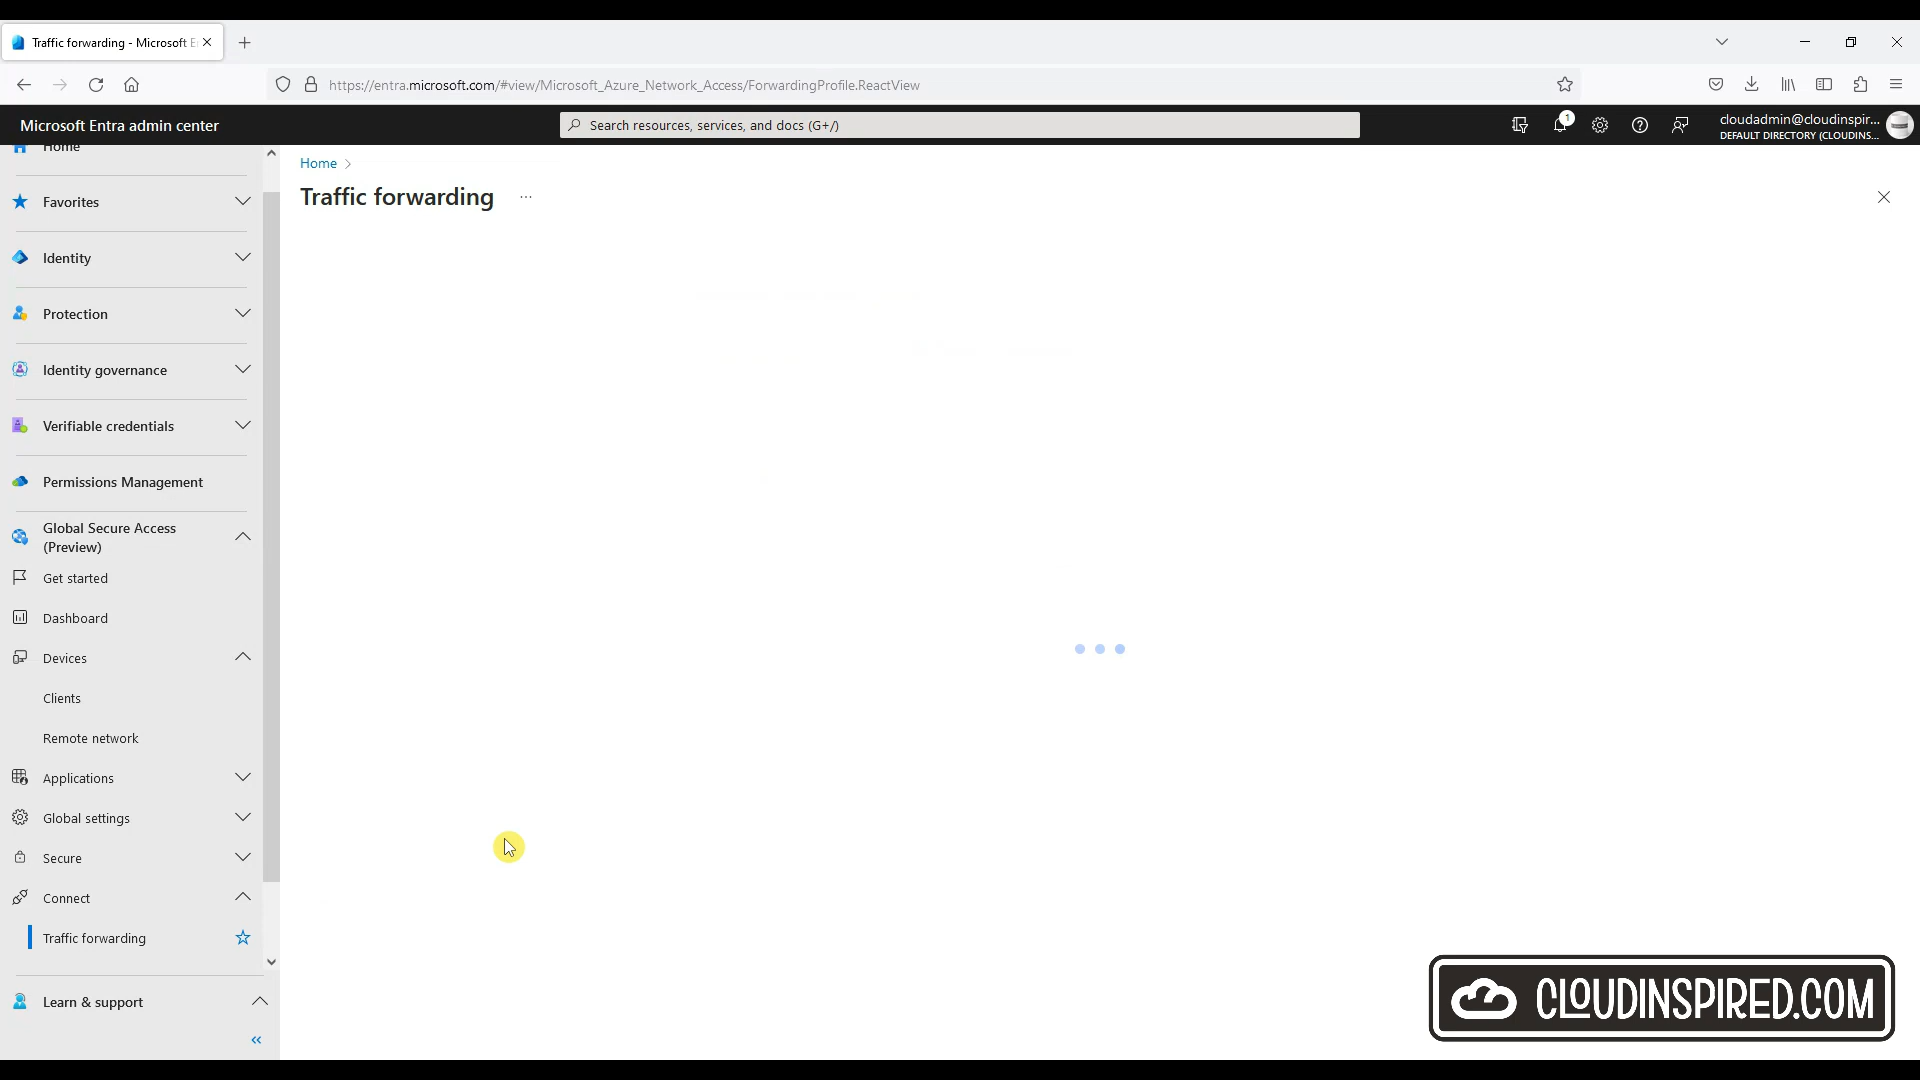 Traffic forwarding - Microsoft E
https://entra.microsoft.com/#view/Microsoft_Azure_Network_Access/ForwardingProfile.ReactView
Microsoft Entra admin center
Search resources, services, and docs (G+/)
1
cloudadmin@cloudinspir...
DEFAULT DIRECTORY (CLOUDINS...
Home
Favorites
Identity
Protection
Identity governance
Verifiable credentials
Permissions Management
Global Secure Access
(Preview)
Get started
Dashboard
Devices
Clients
Remote network
Applications
Global settings
Secure
Connect
Traffic forwarding
Learn & support
Home
Traffic forwarding
CLOUDINSPIRED.COM